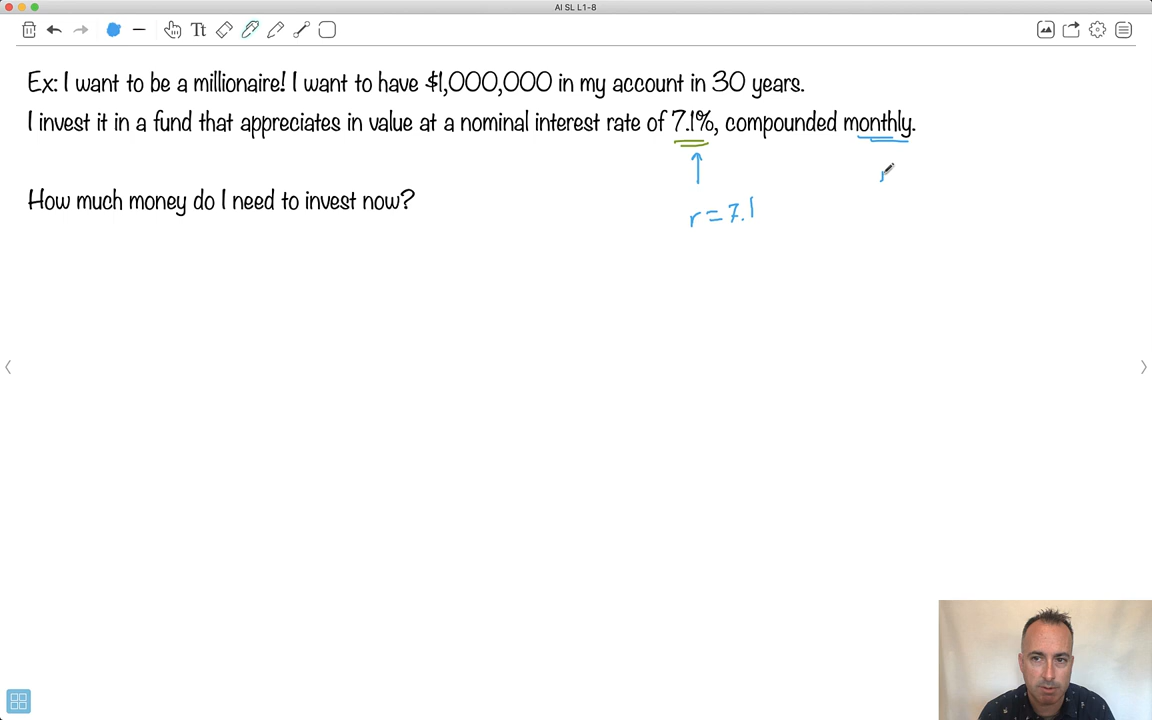 AI SL L1-8
Tt
Ex: I want to be a millionaire! I want to have $1,000,000 in my account in 30 years.
I invest it in a fund that appreciates in value at a nominal interest rate of 7.1%, compounded monthly.
How much money do I need to invest now?
r = 7.1